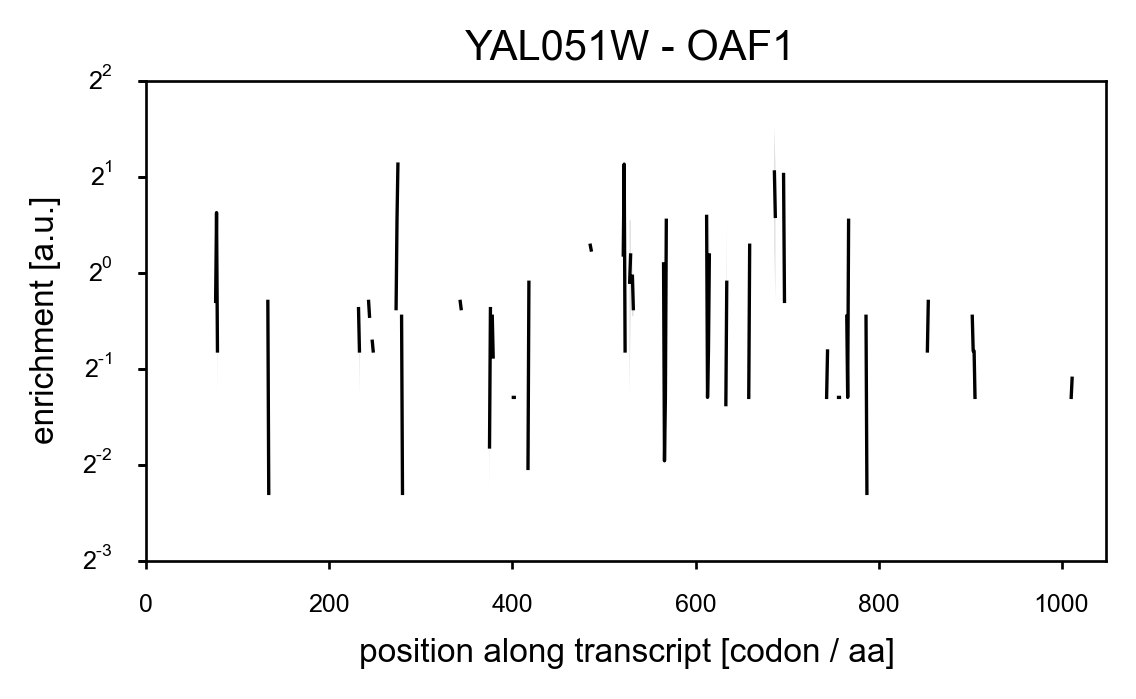 YAL051W - OAF1
enrichment [a.u.]
2^2
2^1
2^0
2^-1
2^-2
2^-3
0 200 400 600 800 1000
position along transcript [codon / aa]